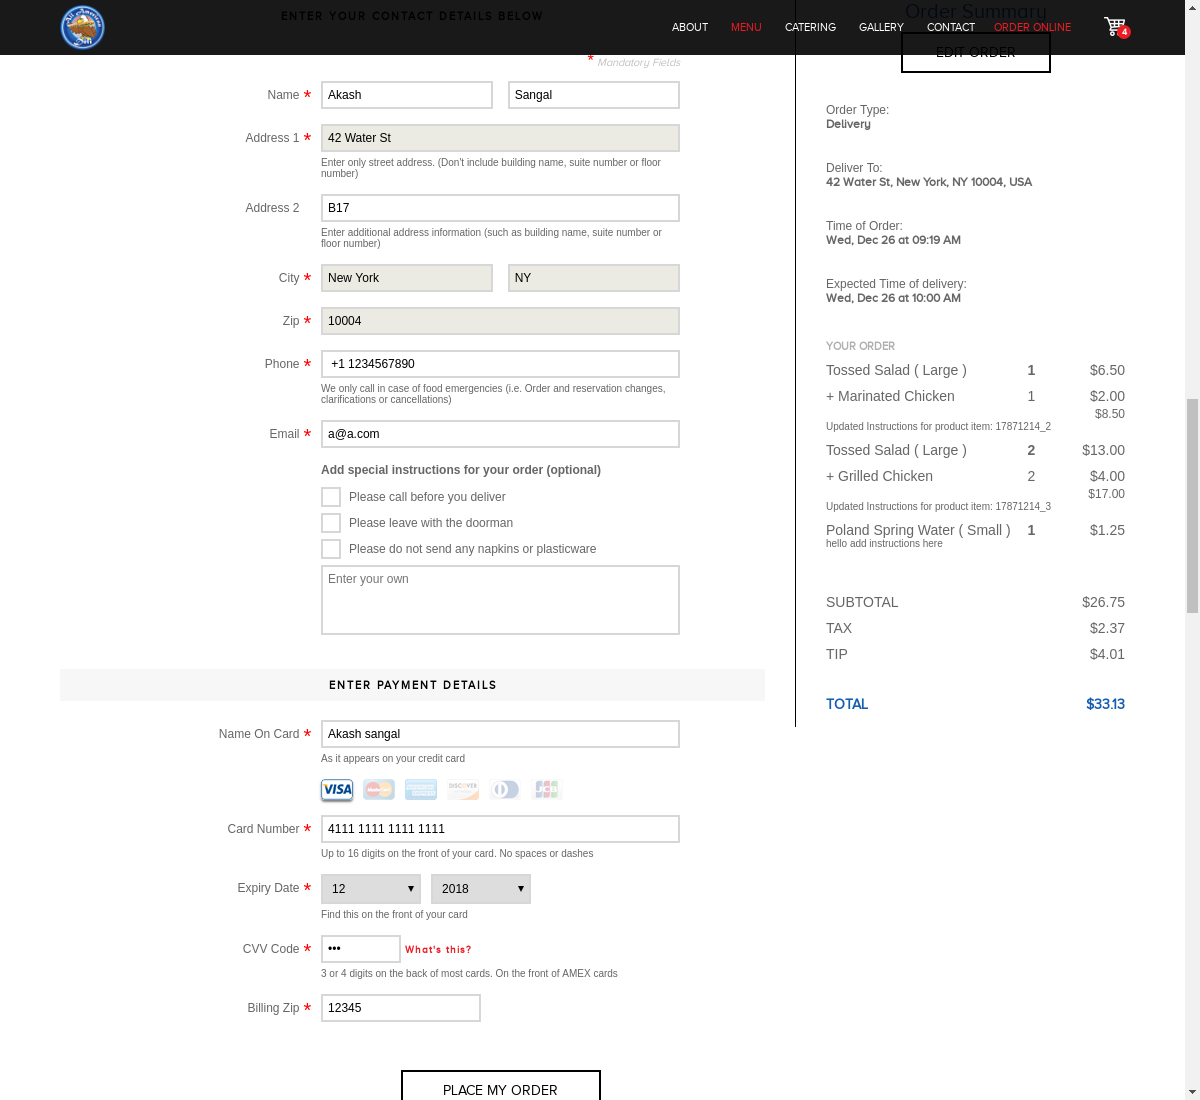 All American Deli
ABOUT MENU CATERING GALLERY CONTACT ORDER ONLINE 4
ENTER YOUR CONTACT DETAILS BELOW
* Mandatory Fields
Name * Akash Sangal
Address 1 * 42 Water St
Enter only street address. (Don't include building name, suite number or floor
number)
Address 2 B17
Enter additional address information (such as building name, suite number or
floor number)
City * New York NY
Zip * 10004
Phone * +1 1234567890
We only call in case of food emergencies (i.e. Order and reservation changes,
clarifications or cancellations)
Email * a@a.com
Add special instructions for your order (optional)
Please call before you deliver
Please leave with the doorman
Please do not send any napkins or plasticware
Enter your own
ENTER PAYMENT DETAILS
Name On Card * Akash sangal
As it appears on your credit card
VISA MasterCard AMERICAN EXPRESS DISCOVER JCB
Card Number * 4111 1111 1111 1111
Up to 16 digits on the front of your card. No spaces or dashes
Expiry Date * 12 2018
Find this on the front of your card
CVV Code * ••• What's this?
3 or 4 digits on the back of most cards. On the front of AMEX cards
Billing Zip * 12345
PLACE MY ORDER
Order Summary
EDIT ORDER
Order Type:
Delivery
Deliver To:
42 Water St, New York, NY 10004, USA
Time of Order:
Wed, Dec 26 at 09:19 AM
Expected Time of delivery:
Wed, Dec 26 at 10:00 AM
YOUR ORDER
Tossed Salad ( Large ) 1 $6.50
+ Marinated Chicken 1 $2.00
$8.50
Updated Instructions for product item: 17871214_2
Tossed Salad ( Large ) 2 $13.00
+ Grilled Chicken 2 $4.00
$17.00
Updated Instructions for product item: 17871214_3
Poland Spring Water ( Small ) 1 $1.25
hello add instructions here
SUBTOTAL $26.75
TAX $2.37
TIP $4.01
TOTAL $33.13